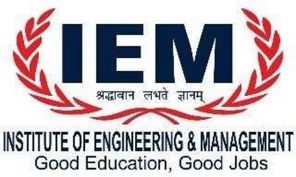 IEM
श्रद्धावान लभते ज्ञानम्
INSTITUTE OF ENGINEERING & MANAGEMENT
Good Education, Good Jobs